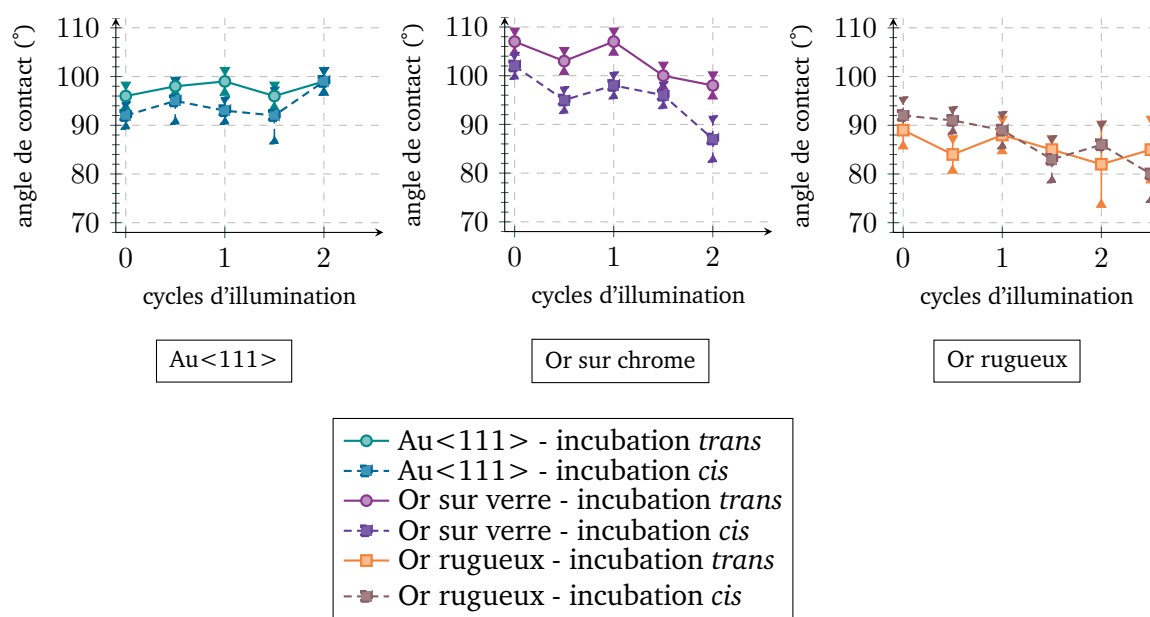 110
100
90
80
70
angle de contact (°)
0 1 2
cycles d'illumination
Au<111>
110
100
90
80
70
angle de contact (°)
0 1 2
cycles d'illumination
Or sur chrome
110
100
90
80
70
angle de contact (°)
0 1 2
cycles d'illumination
Or rugueux
Au<111> - incubation trans
Au<111> - incubation cis
Or sur verre - incubation trans
Or sur verre - incubation cis
Or rugueux - incubation trans
Or rugueux - incubation cis